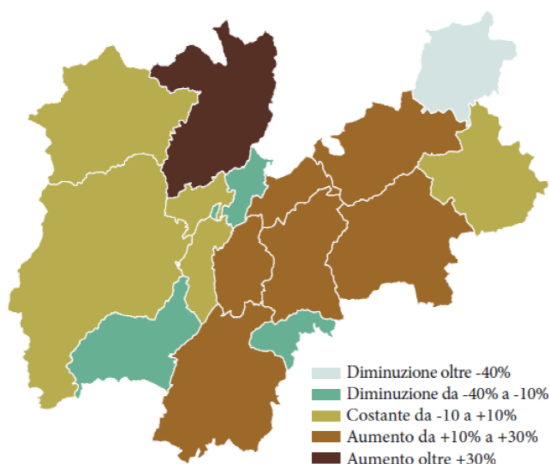 Diminuzione oltre -40%
Diminuzione da -40% a -10%
Costante da -10 a +10%
Aumento da +10% a +30%
Aumento oltre +30%